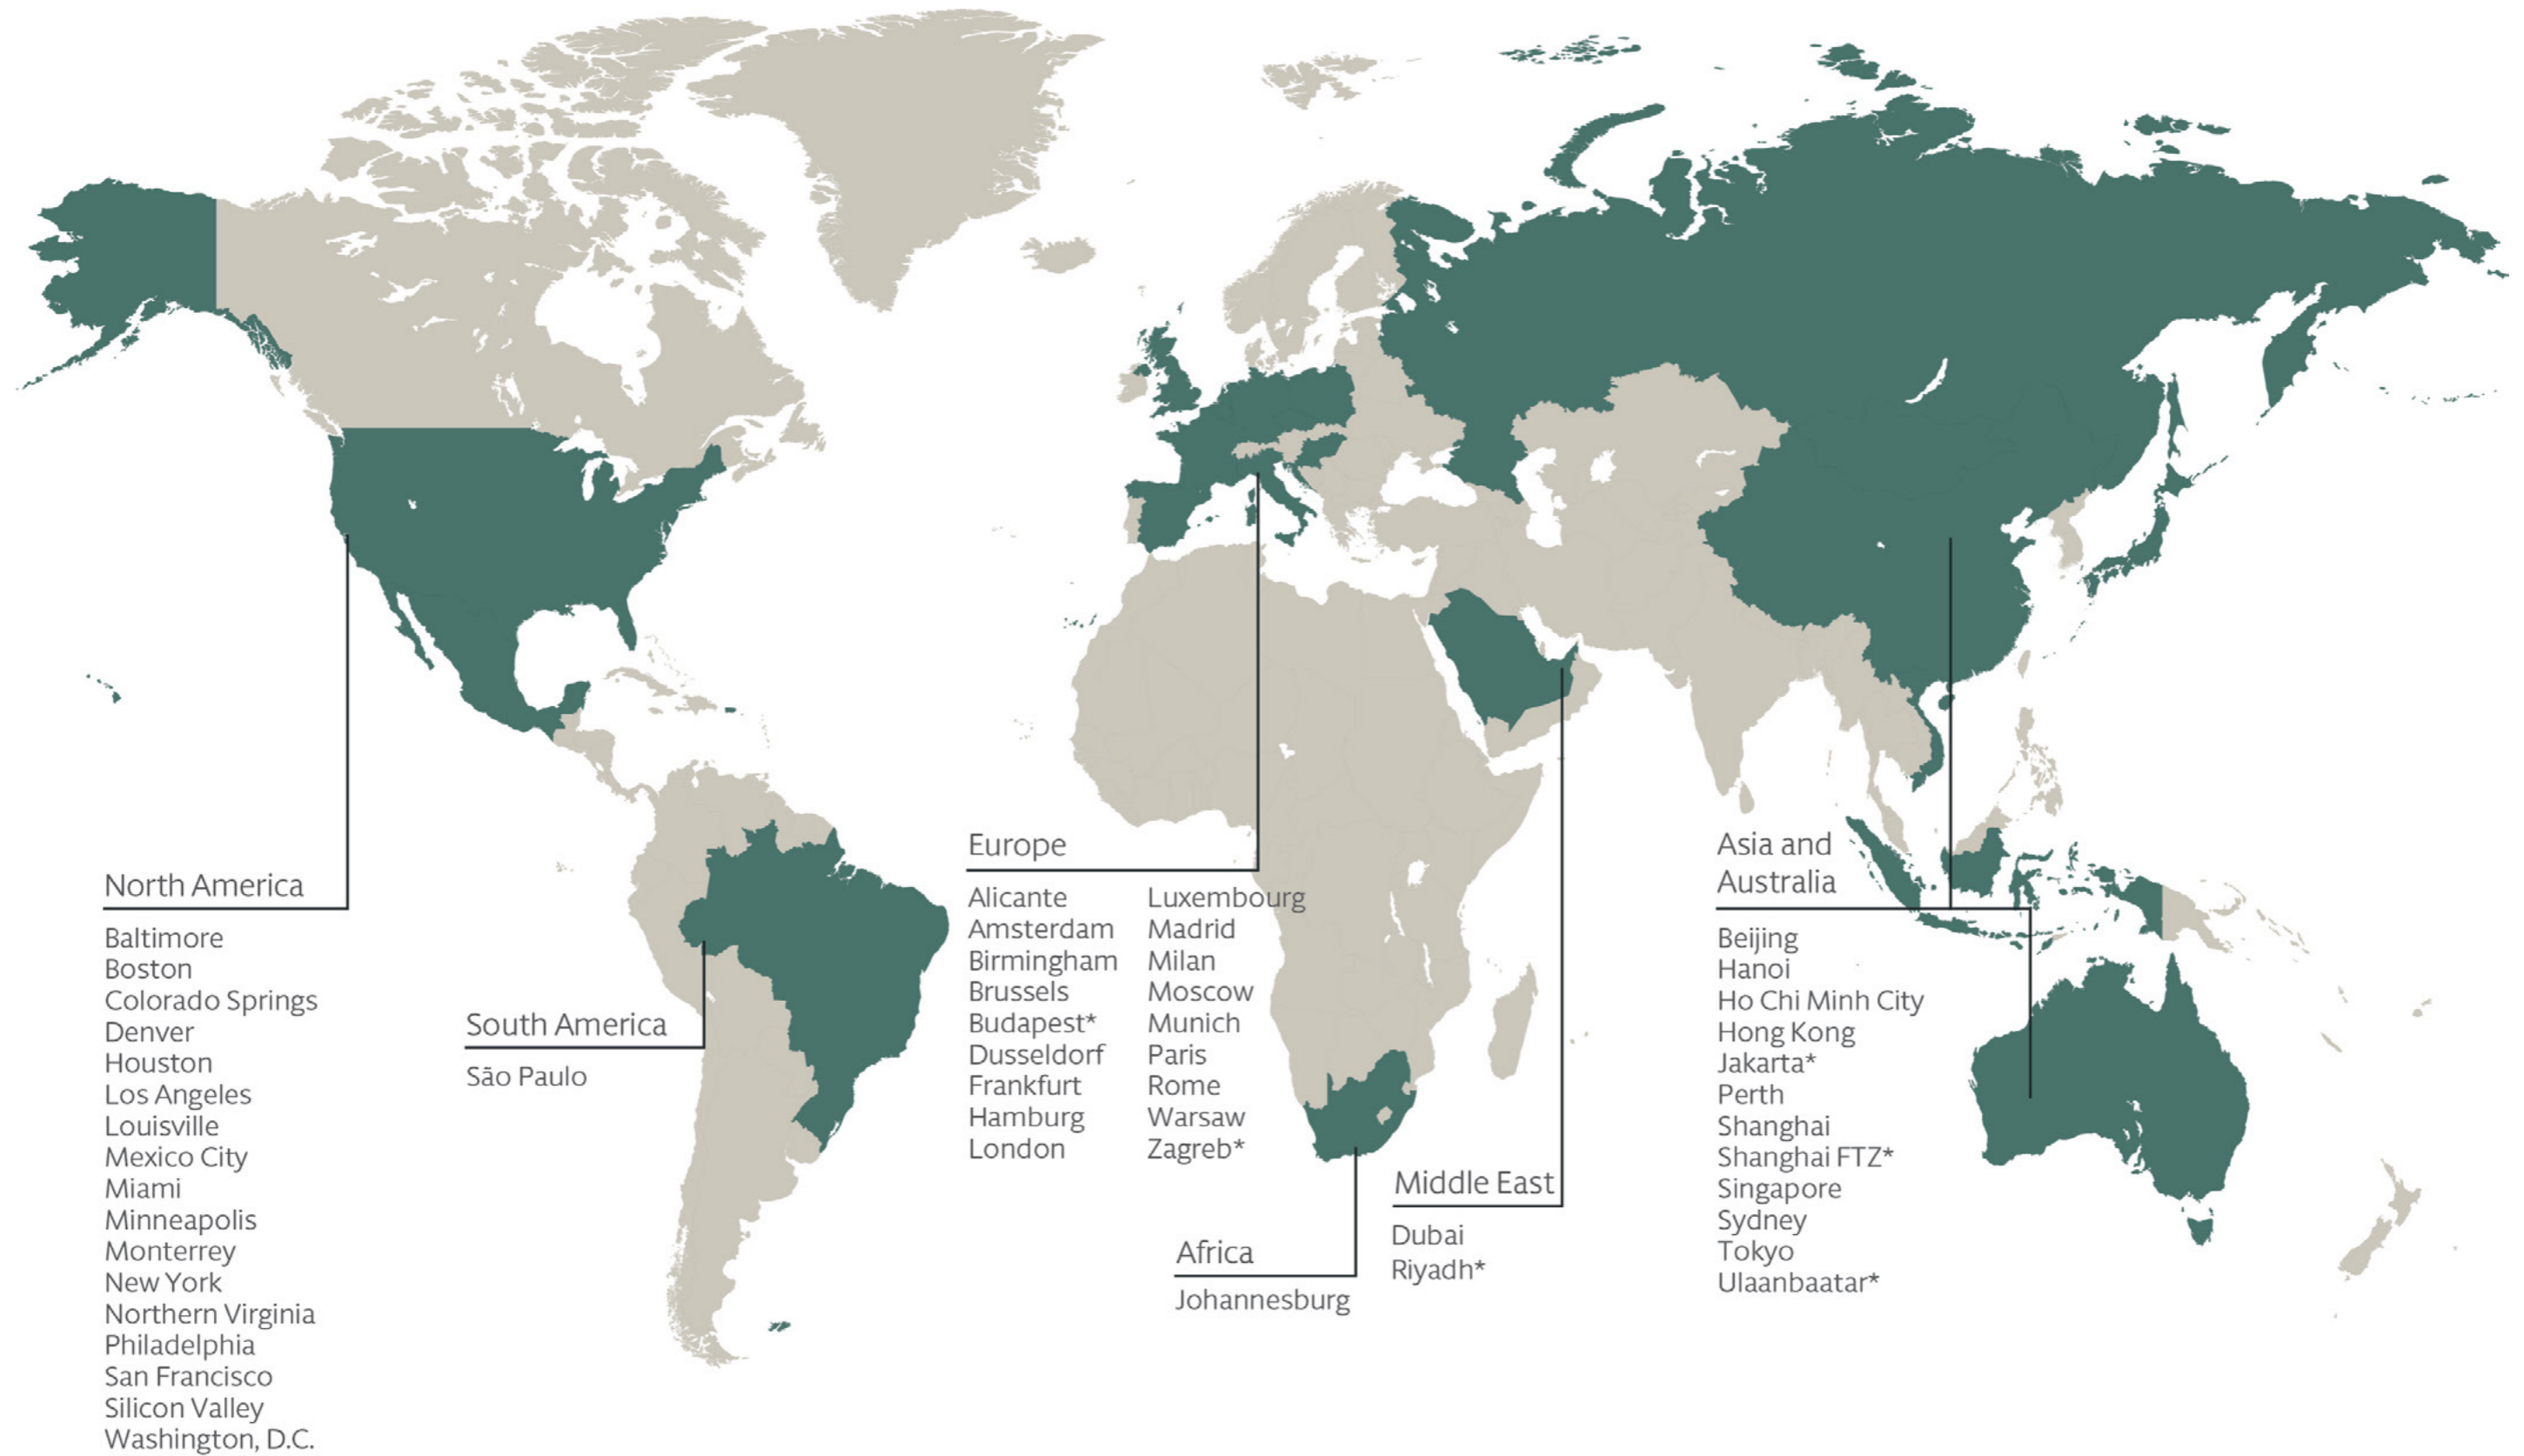 North America
Baltimore
Boston
Colorado Springs
Denver
Houston
Los Angeles
Louisville
Mexico City
Miami
Minneapolis
Monterrey
New York
Northern Virginia
Philadelphia
San Francisco
Silicon Valley
Washington, D.C.
South America
São Paulo
Europe
Alicante
Amsterdam
Birmingham
Brussels
Budapest*
Dusseldorf
Frankfurt
Hamburg
London
Luxembourg
Madrid
Milan
Moscow
Munich
Paris
Rome
Warsaw
Zagreb*
Africa
Johannesburg
Middle East
Dubai
Riyadh*
Asia and
Australia
Beijing
Hanoi
Ho Chi Minh City
Hong Kong
Jakarta*
Perth
Shanghai
Shanghai FTZ*
Singapore
Sydney
Tokyo
Ulaanbaatar*